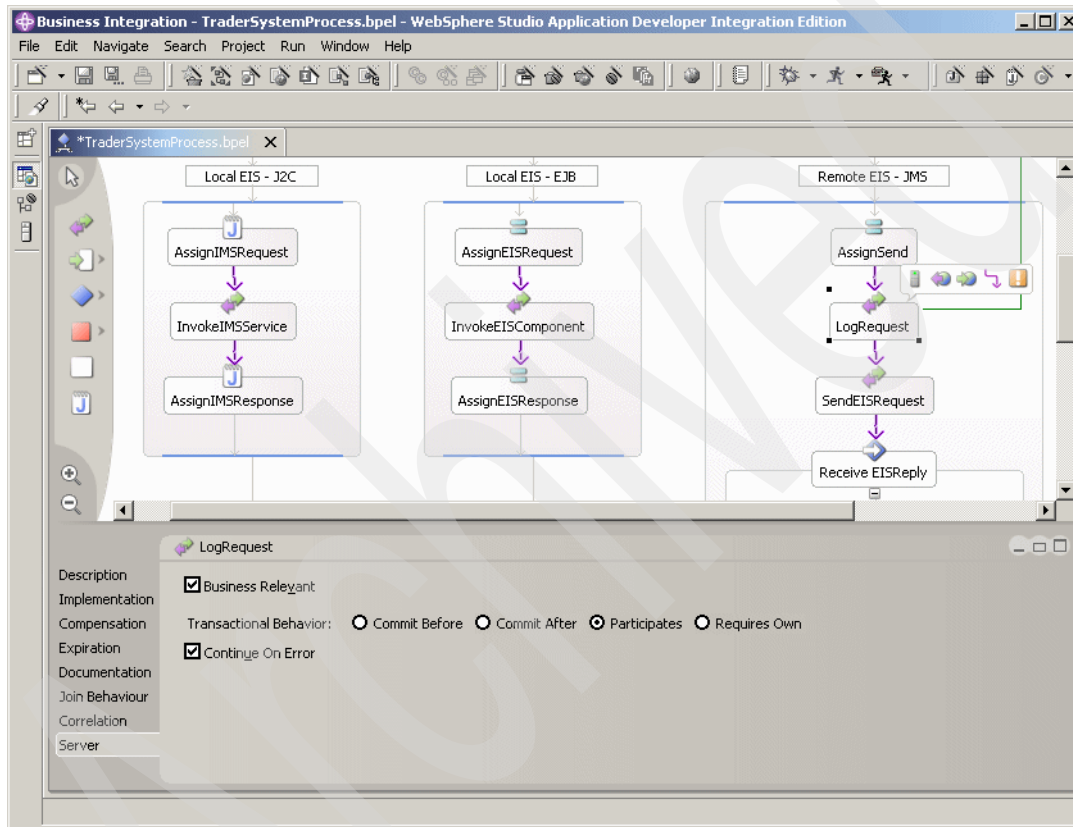 Business Integration - TraderSystemProcess.bpel - WebSphere Studio Application Developer Integration Edition
File Edit Navigate Search Project Run Window Help
*TraderSystemProcess.bpel
Local EIS - J2C Local EIS - EJB Remote EIS - JMS
AssignIMSRequest AssignEISRequest AssignSend
InvokeIMSService InvokeEISComponent LogRequest
AssignIMSResponse AssignEISResponse SendEISRequest
Receive EISReply
LogRequest
Description
Business Relevant
Implementation
Compensation
Transactional Behavior: Commit Before Commit After Participates Requires Own
Expiration
Continue On Error
Documentation
Join Behaviour
Correlation
Server